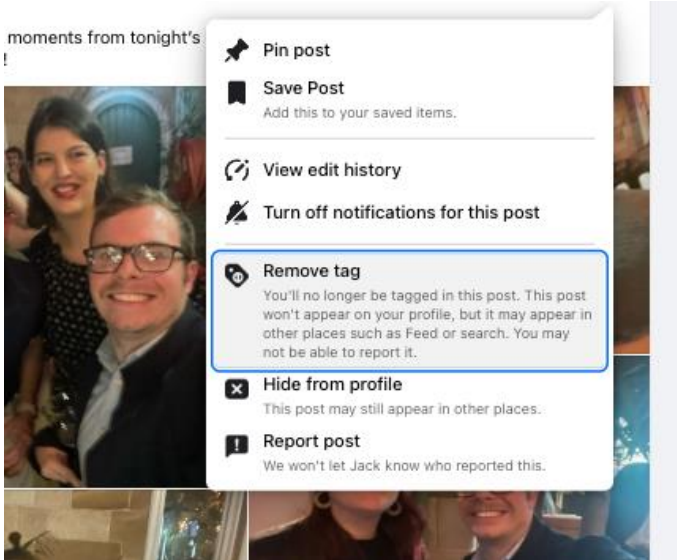 moments from tonight's
!
Pin post
Save Post
Add this to your saved items.
View edit history
Turn off notifications for this post
Remove tag
You'll no longer be tagged in this post. This post
won't appear on your profile, but it may appear in
other places such as Feed or search. You may
not be able to report it.
Hide from profile
This post may still appear in other places.
Report post
We won't let Jack know who reported this.